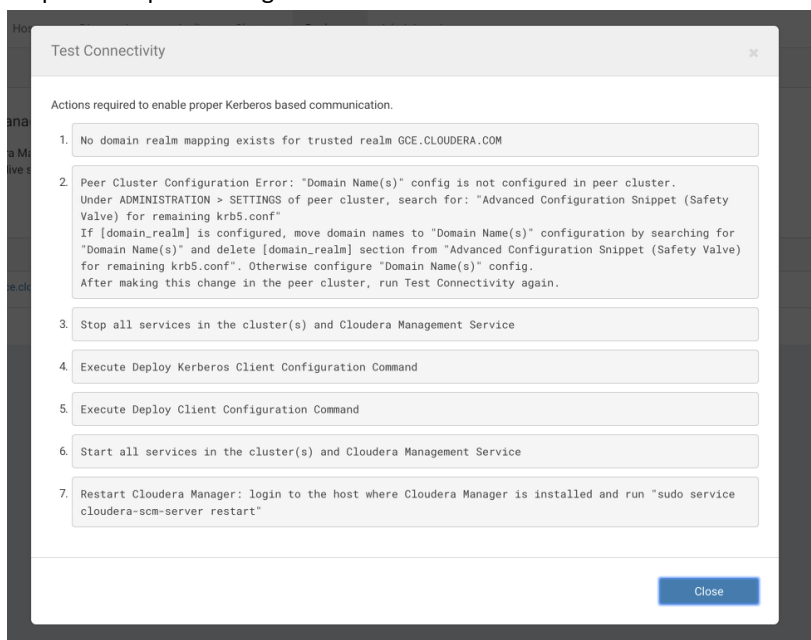 Test Connectivity
×
Actions required to enable proper Kerberos based communication.
1. No domain realm mapping exists for trusted realm GCE.CLOUDERA.COM
2. Peer Cluster Configuration Error: "Domain Name(s)" config is not configured in peer cluster.
Under ADMINISTRATION > SETTINGS of peer cluster, search for: "Advanced Configuration Snippet (Safety
Valve) for remaining krb5.conf"
If [domain_realm] is configured, move domain names to "Domain Name(s)" configuration by searching for
"Domain Name(s)" and delete [domain_realm] section from "Advanced Configuration Snippet (Safety Valve)
for remaining krb5.conf". Otherwise configure "Domain Name(s)" config.
After making this change in the peer cluster, run Test Connectivity again.
3. Stop all services in the cluster(s) and Cloudera Management Service
4. Execute Deploy Kerberos Client Configuration Command
5. Execute Deploy Client Configuration Command
6. Start all services in the cluster(s) and Cloudera Management Service
7. Restart Cloudera Manager: login to the host where Cloudera Manager is installed and run "sudo service
cloudera-scm-server restart"
Close